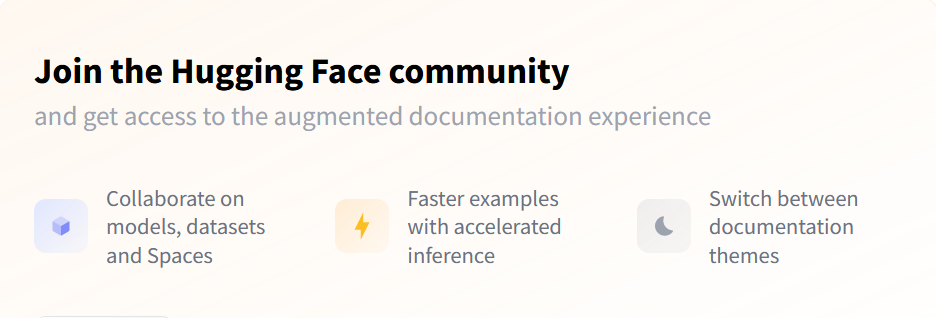 Join the Hugging Face community
and get access to the augmented documentation experience
Collaborate on
models, datasets
and Spaces
Faster examples
with accelerated
inference
Switch between
documentation
themes